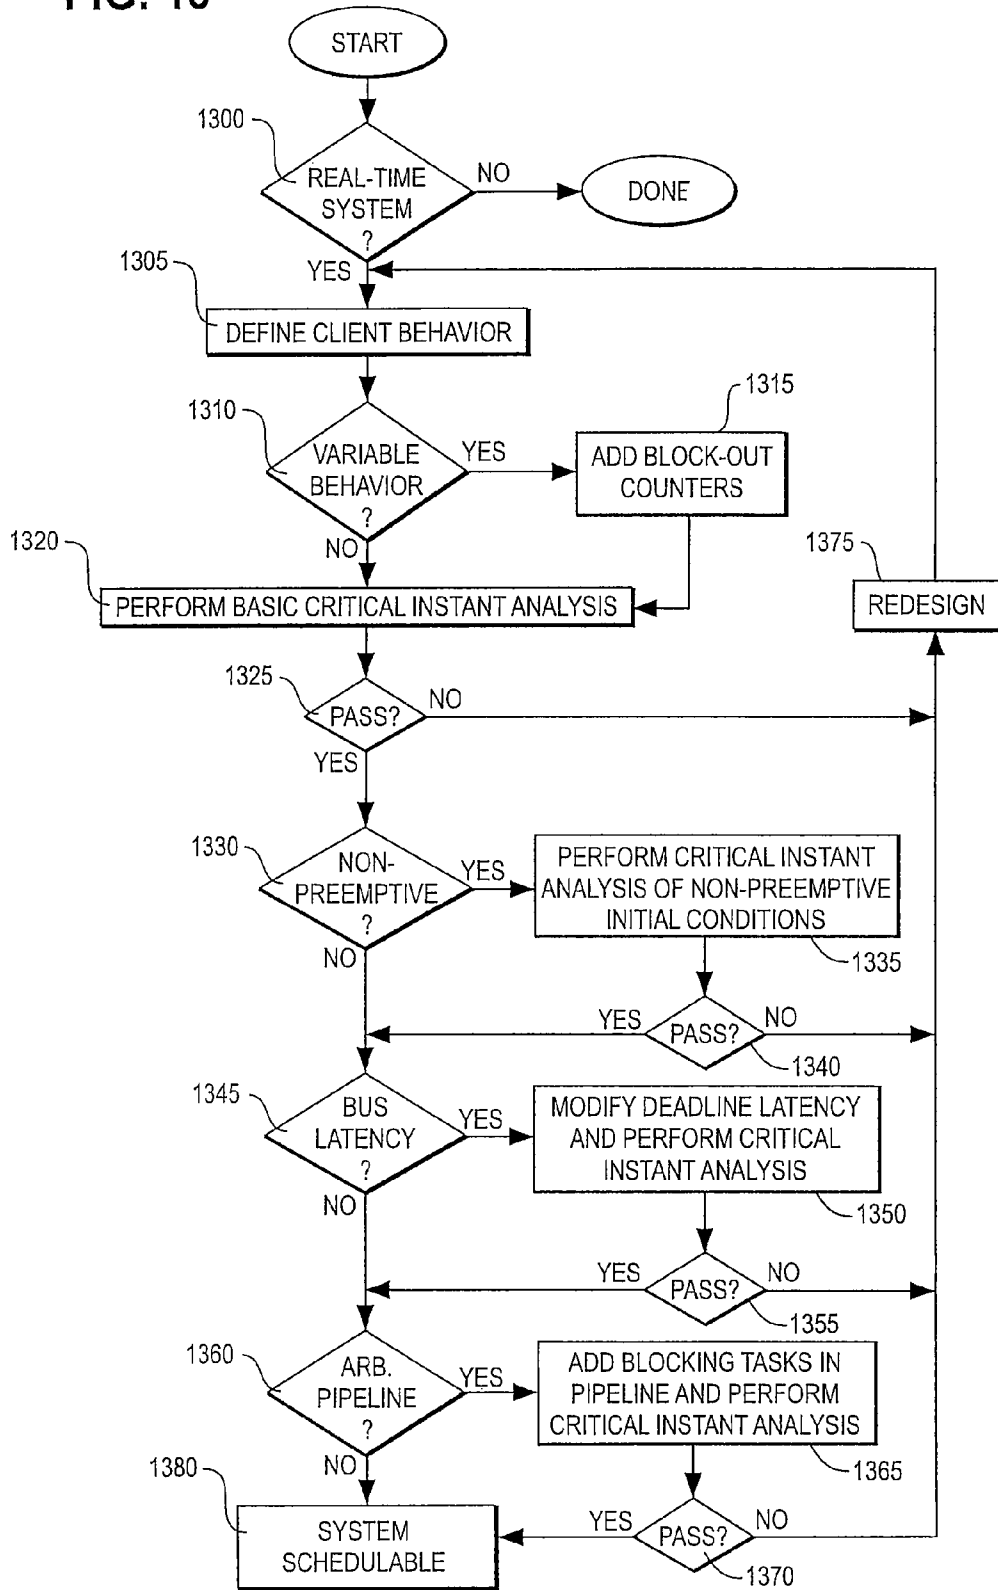 START
1300
REAL-TIME
SYSTEM
?
NO
DONE
YES
1305
DEFINE CLIENT BEHAVIOR
1310
VARIABLE
BEHAVIOR
?
YES
1315
ADD BLOCK-OUT
COUNTERS
NO
1320
PERFORM BASIC CRITICAL INSTANT ANALYSIS
1375
REDESIGN
1325
PASS?
NO
YES
1330
NON-
PREEMPTIVE
?
YES
PERFORM CRITICAL INSTANT
ANALYSIS OF NON-PREEMPTIVE
INITIAL CONDITIONS
1335
NO
YES
PASS?
NO
1340
1345
BUS
LATENCY
?
YES
MODIFY DEADLINE LATENCY
AND PERFORM CRITICAL
INSTANT ANALYSIS
1350
NO
YES
PASS?
NO
1355
1360
ARB.
PIPELINE
?
YES
ADD BLOCKING TASKS IN
PIPELINE AND PERFORM
CRITICAL INSTANT ANALYSIS
1365
NO
1380
SYSTEM
SCHEDULABLE
YES
PASS?
NO
1370